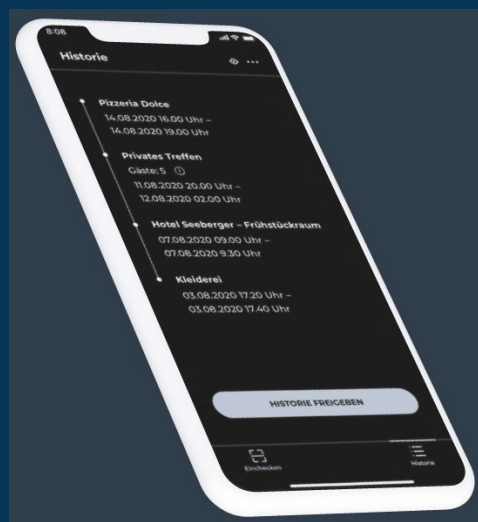 8:08
Historie
Pizzeria Dolce
14.08.2020 16.00 Uhr –
14.08.2020 19.00 Uhr
Privates Treffen
Gäste: 5
11.08.2020 20.00 Uhr –
12.08.2020 02.00 Uhr
Hotel Seeberger – Frühstückraum
07.08.2020 09.00 Uhr –
07.08.2020 9.30 Uhr
Kleiderei
03.08.2020 17.20 Uhr –
03.08.2020 17.40 Uhr
HISTORIE FREIGEBEN
Einchecken
Historie